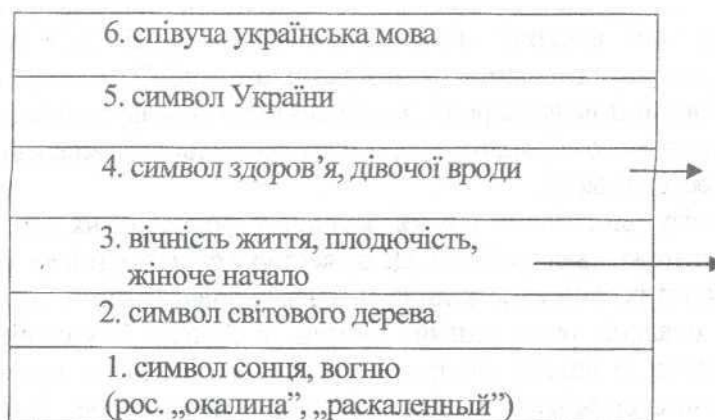 6. співуча українська мова
5. символ України
4. символ здоров’я, дівочої вроди
3. вічність життя, плодючість,
жіноче начало
2. символ світового дерева
1. символ сонця, вогню
(рос. „окалина”, „раскаленный”)